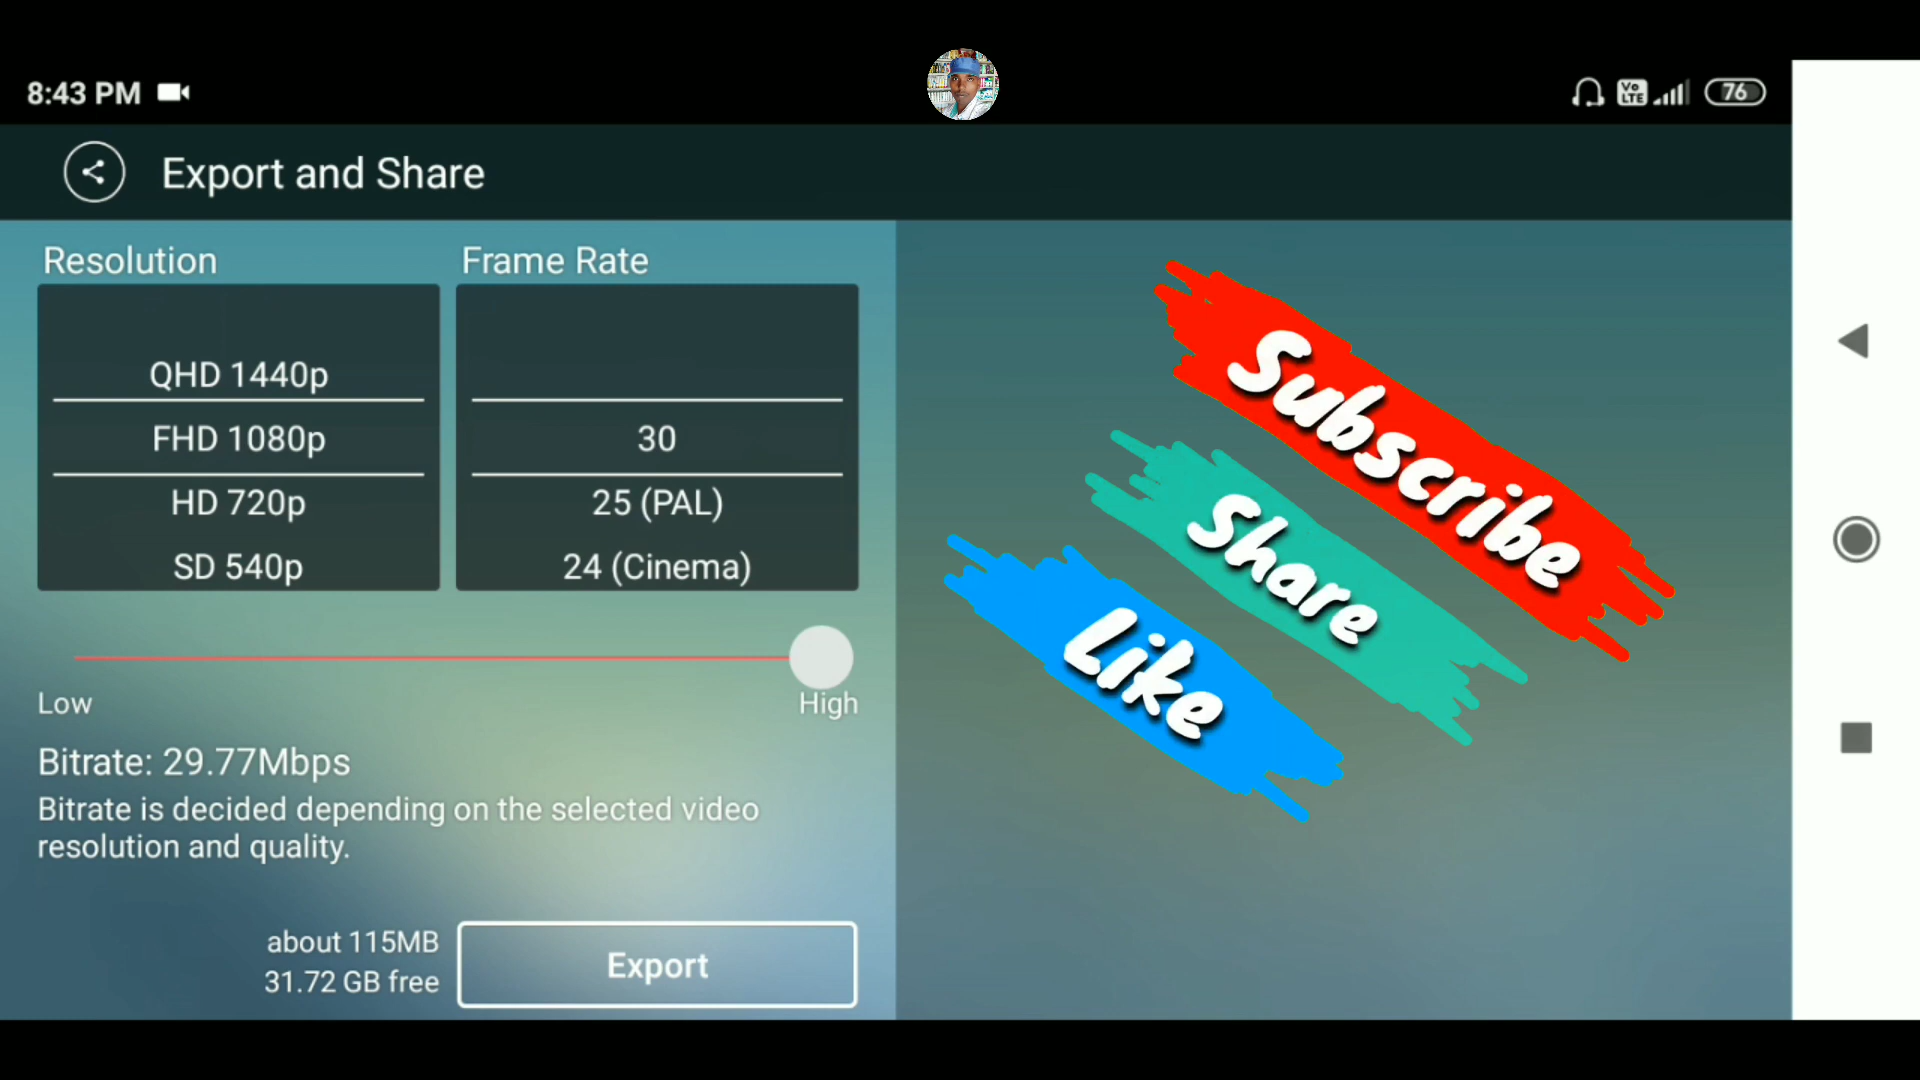 8:43 PM
Vo
LTE
76
Export and Share
Resolution
QHD 1440p
FHD 1080p
HD 720p
SD 540p
Frame Rate
30
25 (PAL)
24 (Cinema)
Low
High
Bitrate: 29.77Mbps
Bitrate is decided depending on the selected video
resolution and quality.
about 115MB
31.72 GB free
Export
Subscribe
Share
Like